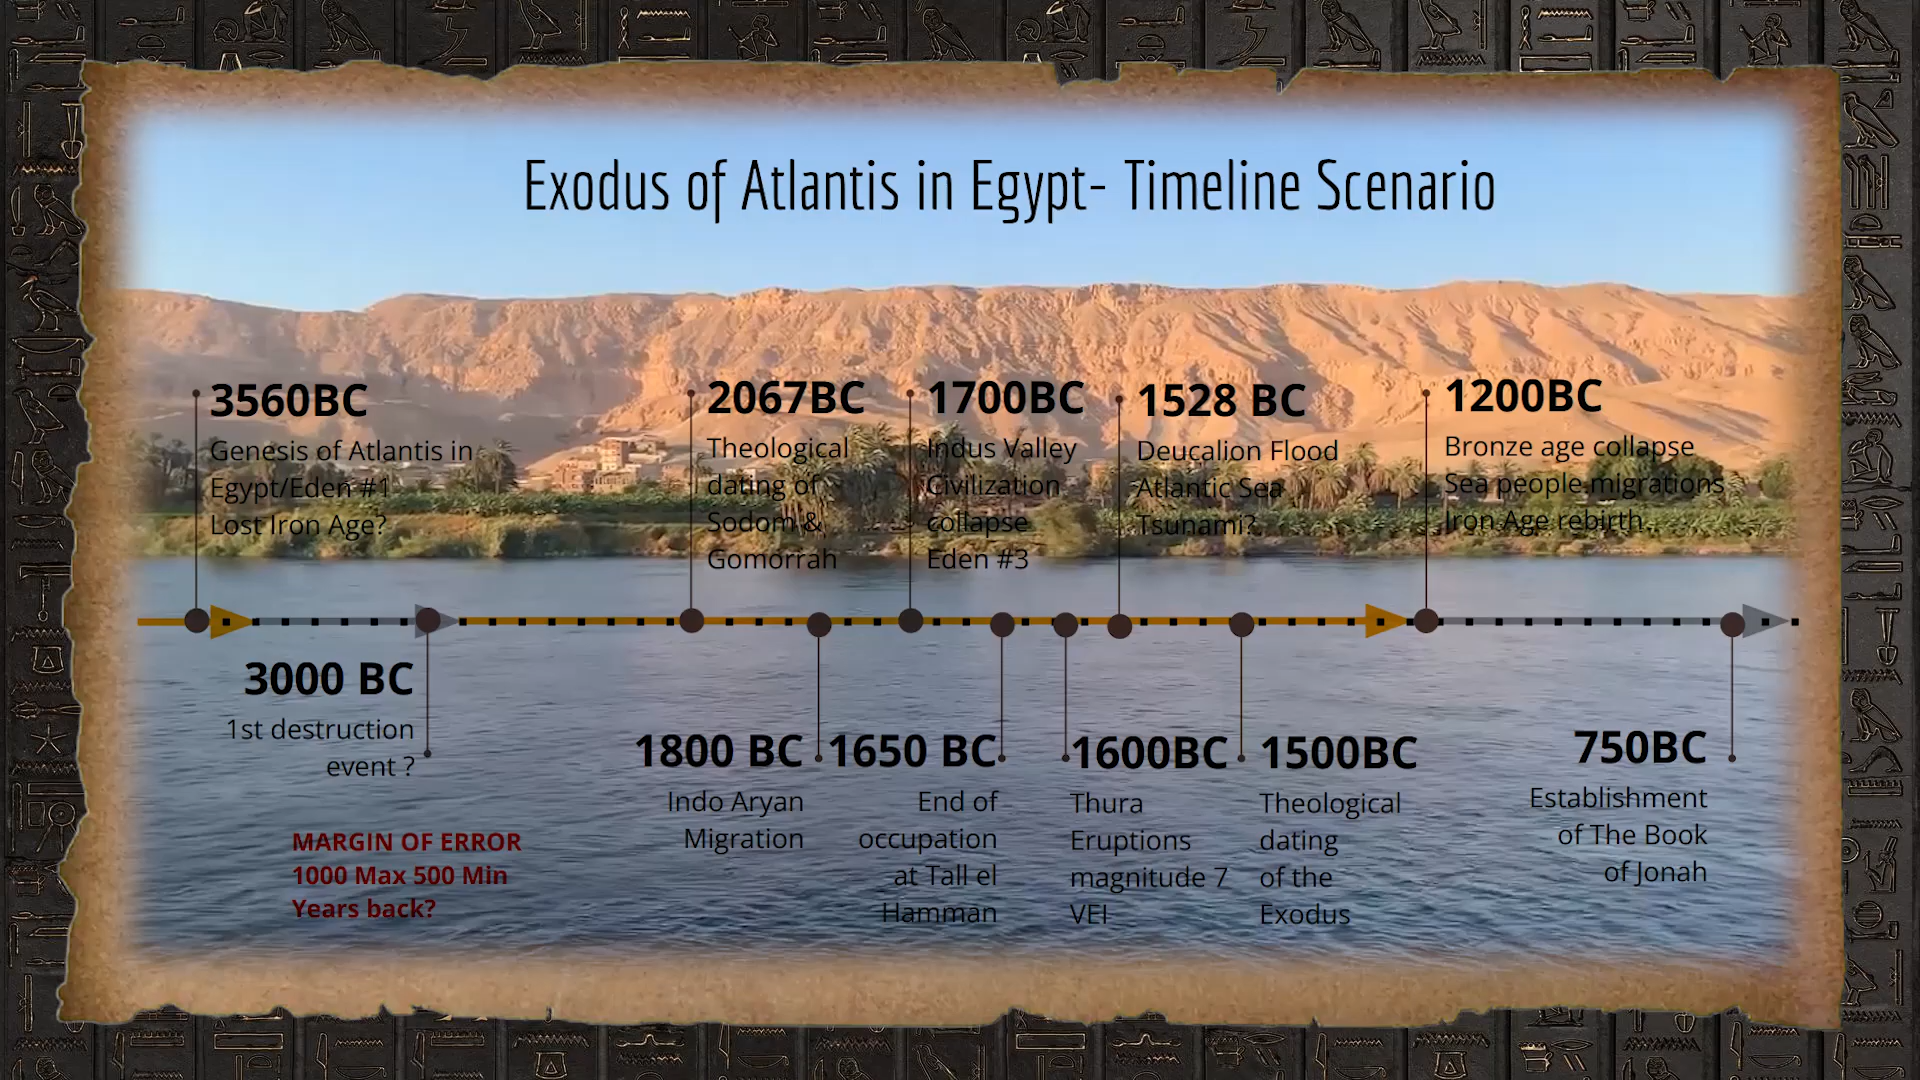 Exodus of Atlantis in Egypt- Timeline Scenario
3560BC
Genesis of Atlantis in
Egypt/Eden #1
Lost Iron Age?
2067BC
Theological
dating of
Sodom &
Gomorrah
1700BC
Indus Valley
Civilization
collapse
Eden #3
1528 BC
Deucalion Flood
Atlantic Sea
Tsunami?
1200BC
Bronze age collapse
Sea people migrations
Iron Age rebirth
3000 BC
1st destruction
event ?
MARGIN OF ERROR
1000 Max 500 Min
Years back?
1800 BC
Indo Aryan
Migration
1650 BC
End of
occupation
at Tall el
Hamman
1600BC
Thura
Eruptions
magnitude 7
VEI
1500BC
Theological
dating
of the
Exodus
750BC
Establishment
of The Book
of Jonah